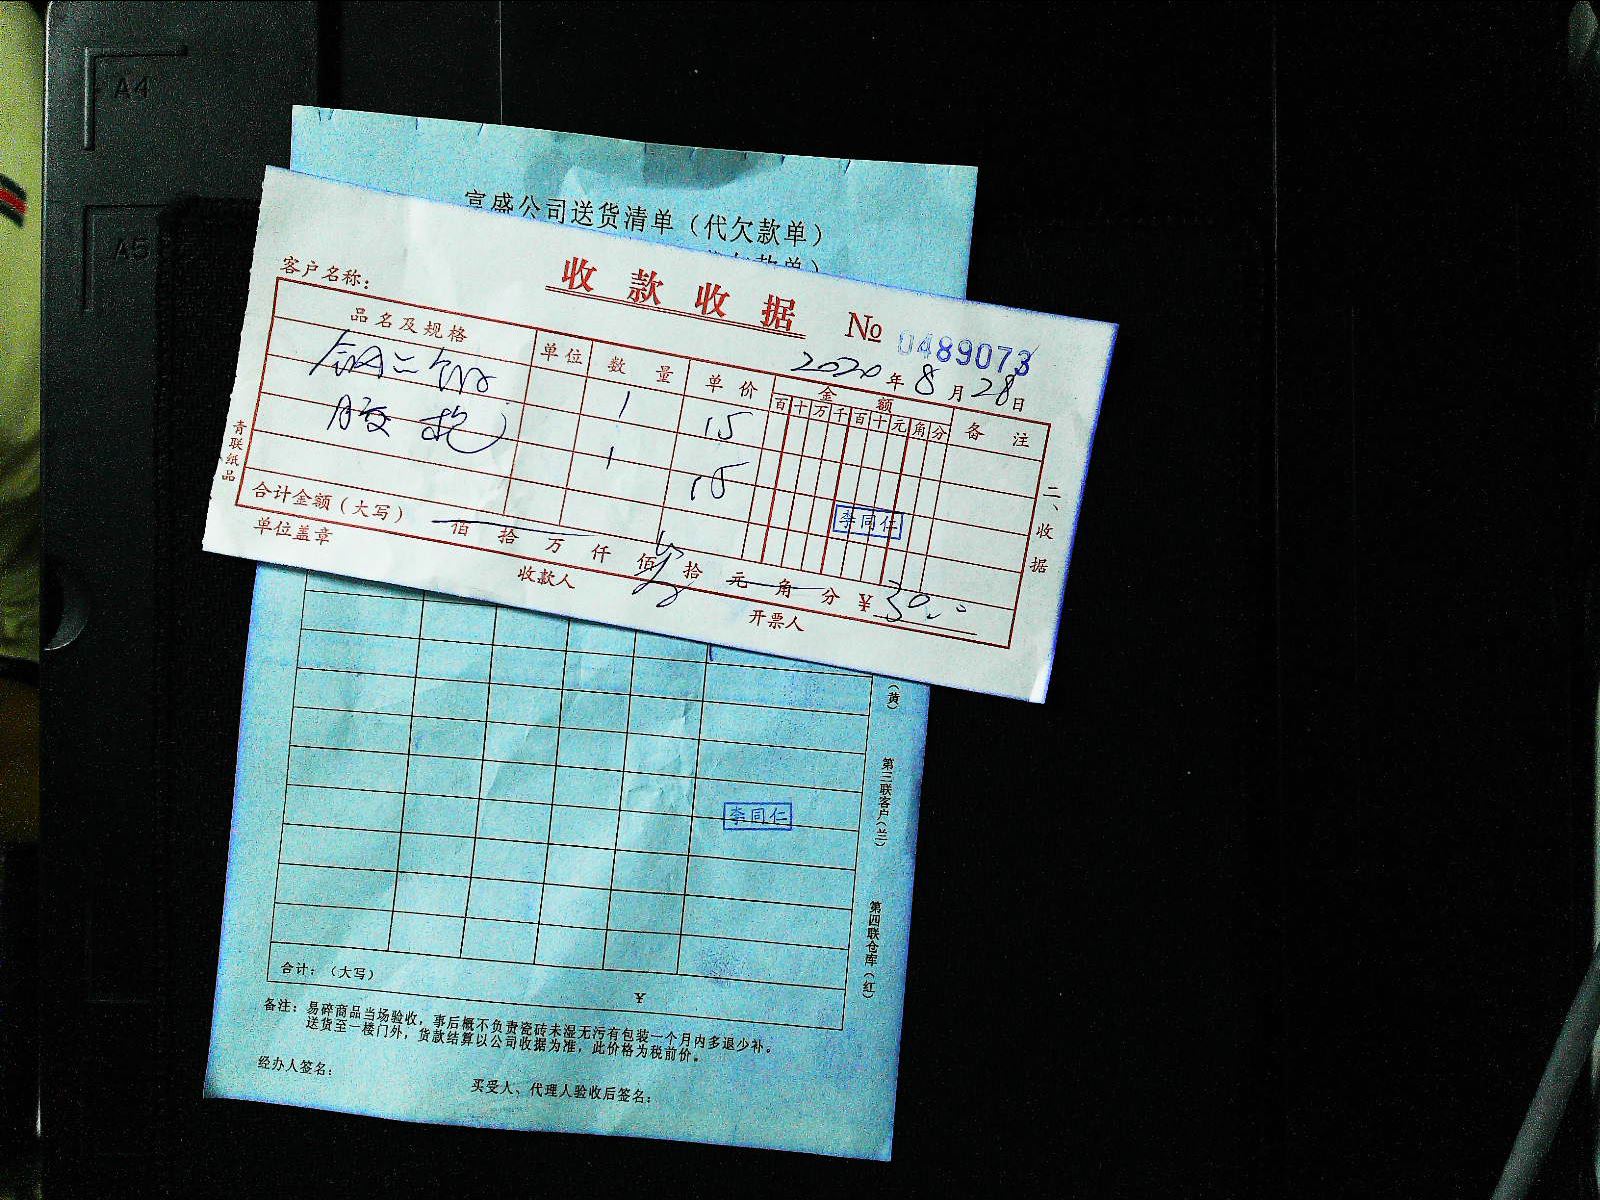 A4
A5
宣盛公司送货清单（代欠款单）
收款收据 № 0489073
客户名称：
2020年8月28日
品名及规格 单位 数量 单价 金额 备注
百十万千百十元角分
1 15
胶枪 1 15
李同仁
合计金额（大写） 佰 拾 万 仟 佰 拾 元 角 分 ¥30.00
单位盖章 收款人 开票人
青联纸品
二、收据
（黄）
第三联客户（兰）
李同仁
第四联仓库（红）
合计：（大写） ¥
备注：易碎商品当场验收，事后概不负责瓷砖未湿无污有包装一个月内多退少补。
送货至一楼门外，货款结算以公司收据为准，此价格为税前价。
经办人签名：
买受人、代理人验收后签名：